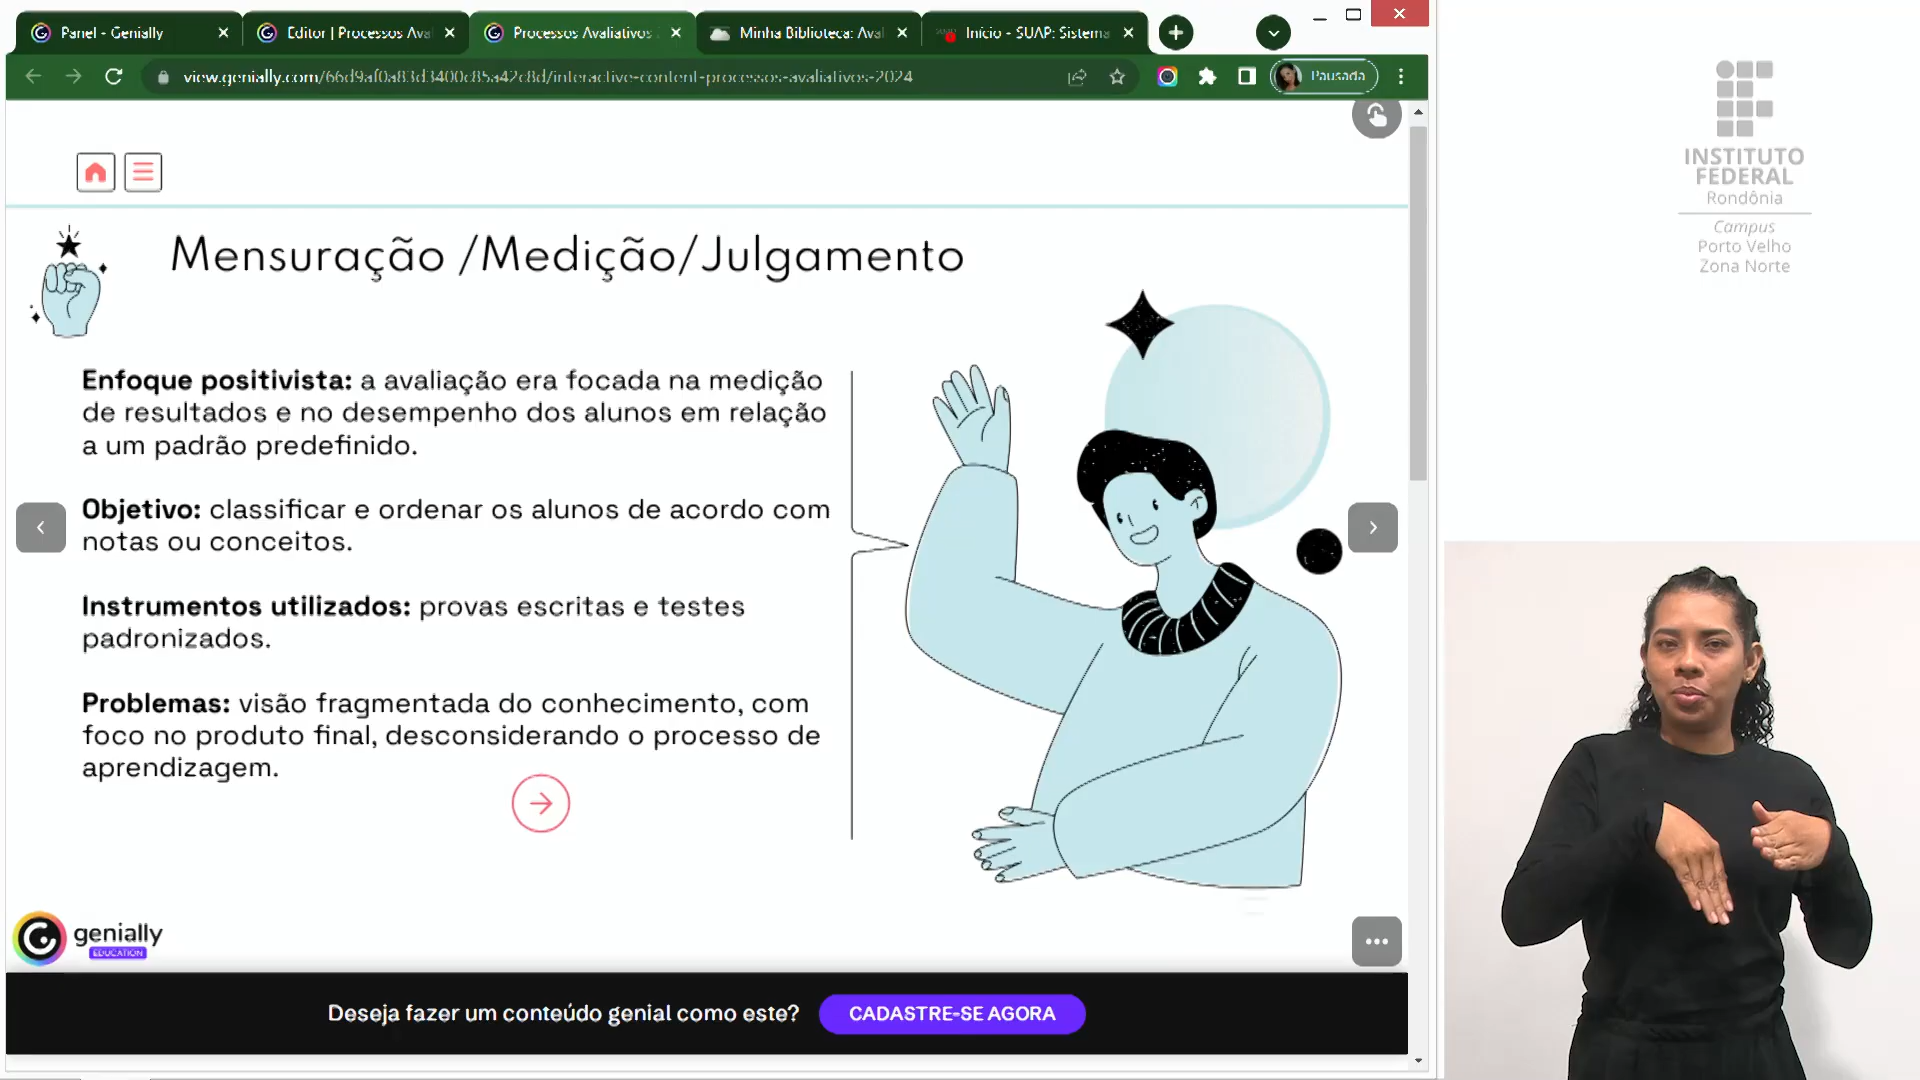 Panel - Genially
Editor | Processos Ava
Processos Avaliativos
Minha Biblioteca: Aval
Início - SUAP: Sistema
view.genially.com/66d9af0a83d3400c85a42c8d/interactive-content-processos-avaliativos-2024
Pausada
Mensuração /Medição/Julgamento
Enfoque positivista: a avaliação era focada na medição
de resultados e no desempenho dos alunos em relação
a um padrão predefinido.
Objetivo: classificar e ordenar os alunos de acordo com
notas ou conceitos.
Instrumentos utilizados: provas escritas e testes
padronizados.
Problemas: visão fragmentada do conhecimento, com
foco no produto final, desconsiderando o processo de
aprendizagem.
genially
EDUCATION
Deseja fazer um conteúdo genial como este?
CADASTRE-SE AGORA
INSTITUTO
FEDERAL
Rondônia
Campus
Porto Velho
Zona Norte